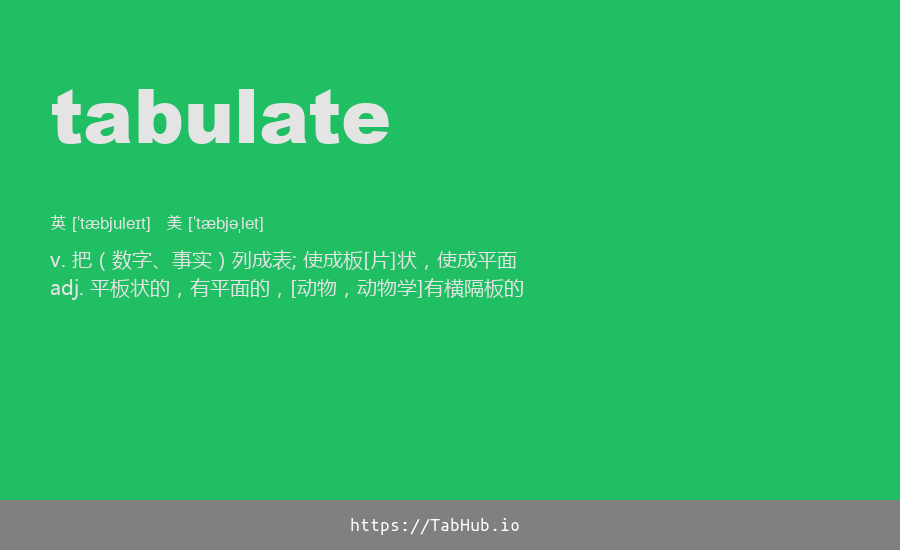 tabulate
英 ['tæbjuleɪt] 美 ['tæbjəˌlet]
v. 把（数字、事实）列成表; 使成板[片]状，使成平面
adj. 平板状的，有平面的，[动物，动物学]有横隔板的
https://TabHub.io